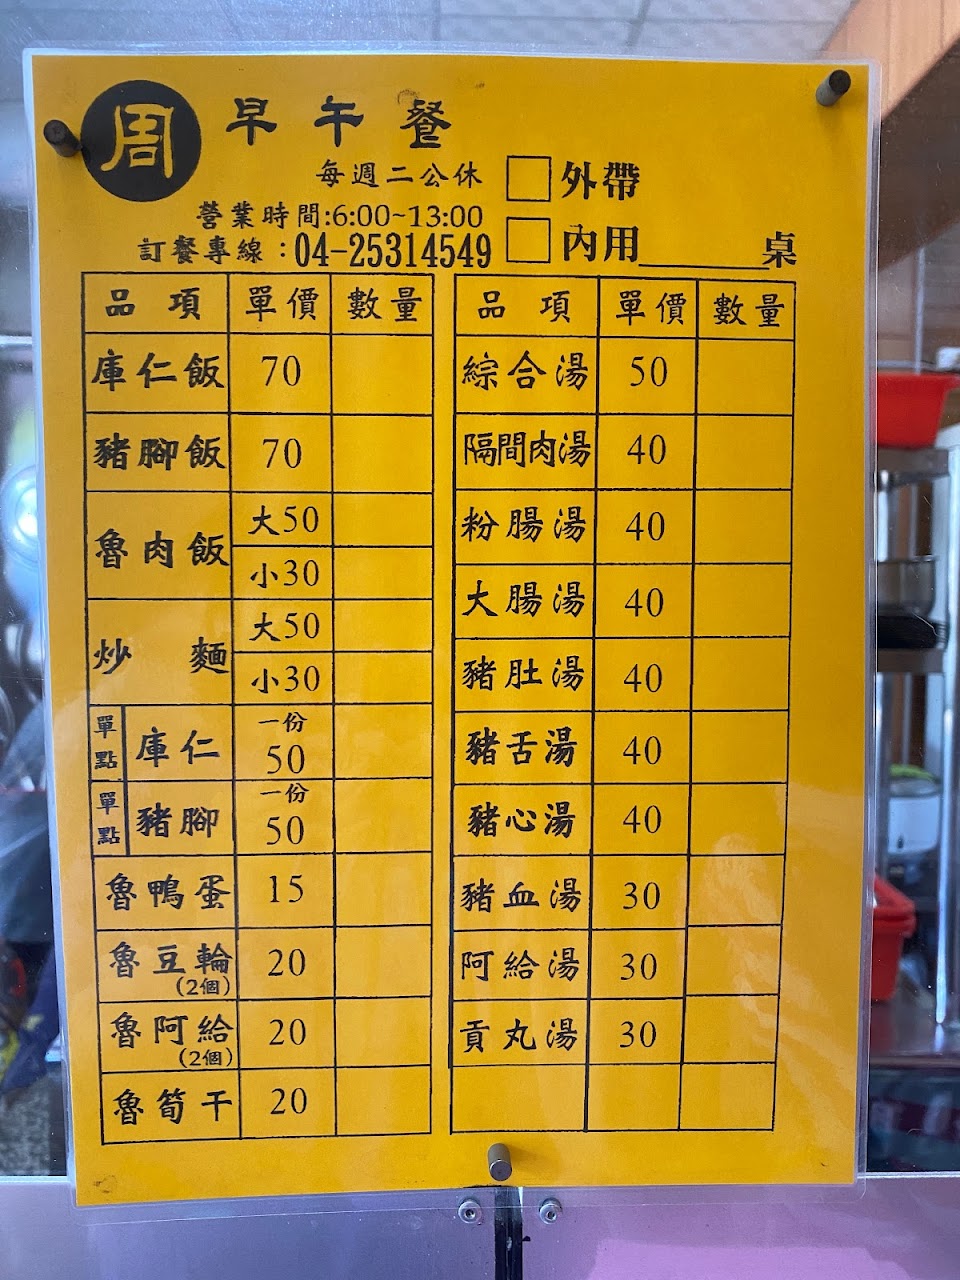 周 早午餐
每週二公休
營業時間:6:00~13:00
訂餐專線：04-25314549
□外帶
□內用______桌
品項 單價 數量
庫仁飯 70
豬腳飯 70
魯肉飯 大50
小30
炒麵 大50
小30
單點 庫仁 一份 50
單點 豬腳 一份 50
魯鴨蛋 15
魯豆輪(2個) 20
魯阿給(2個) 20
魯筍干 20
品項 單價 數量
綜合湯 50
隔間肉湯 40
粉腸湯 40
大腸湯 40
豬肚湯 40
豬舌湯 40
豬心湯 40
豬血湯 30
阿給湯 30
貢丸湯 30